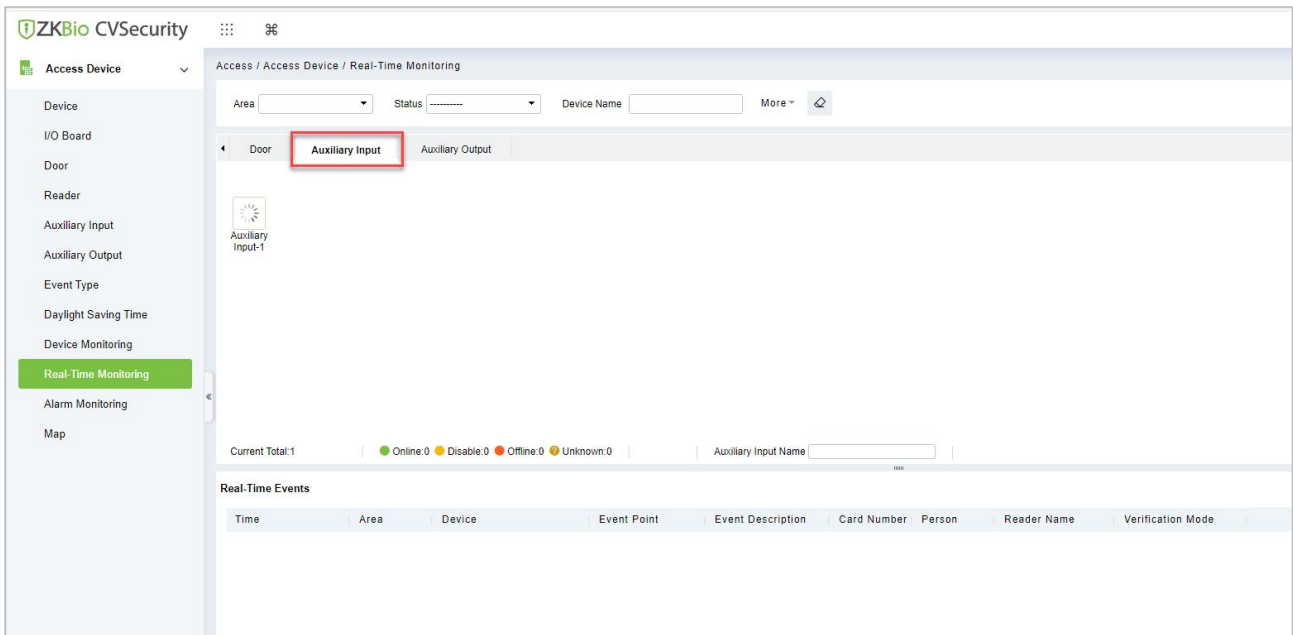 ZKBio CVSecurity
Access Device
Device
I/O Board
Door
Reader
Auxiliary Input
Auxiliary Output
Event Type
Daylight Saving Time
Device Monitoring
Real-Time Monitoring
Alarm Monitoring
Map
Access / Access Device / Real-Time Monitoring
Area Status ---------- Device Name More
Door Auxiliary Input Auxiliary Output
Auxiliary
Input-1
Current Total:1 Online:0 Disable:0 Offline:0 Unknown:0 Auxiliary Input Name
Real-Time Events
Time Area Device Event Point Event Description Card Number Person Reader Name Verification Mode